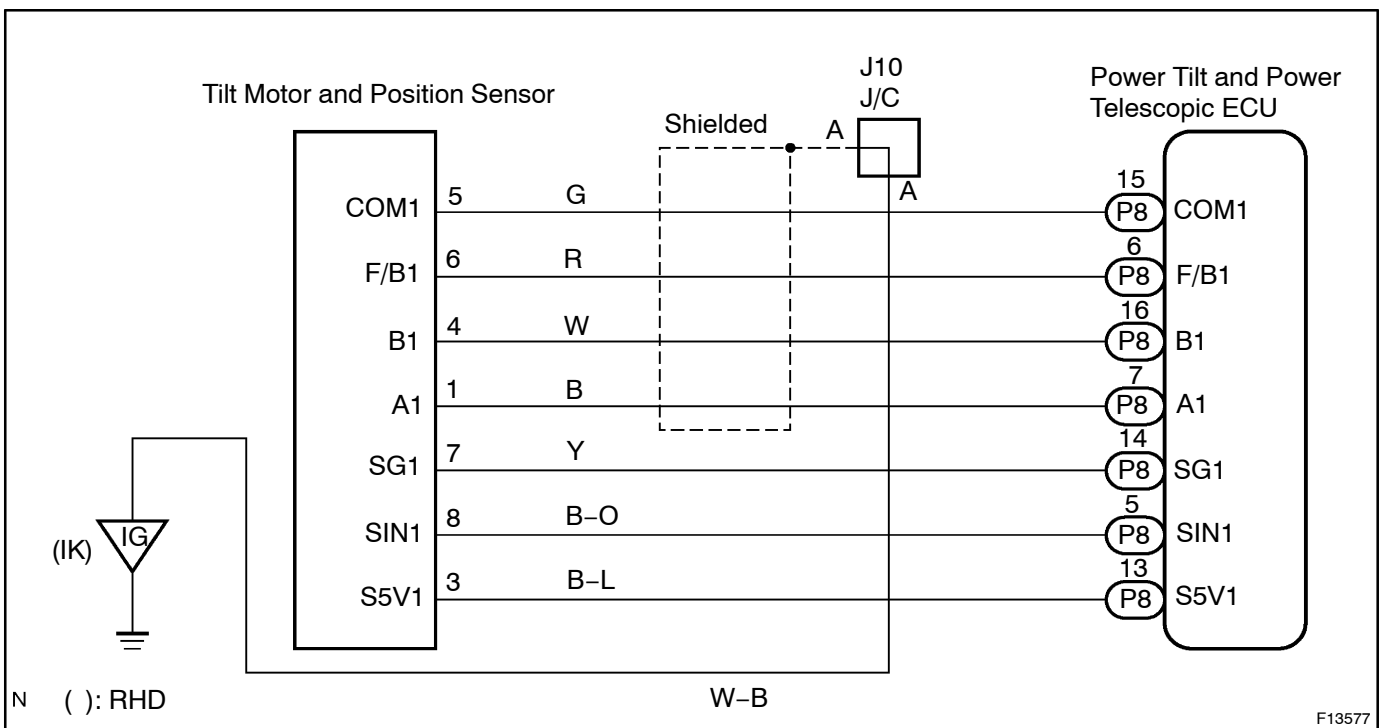 J10
J/C
Power Tilt and Power
Telescopic ECU
Tilt Motor and Position Sensor
Shielded
A
A
COM1 5 G 15 P8 COM1
F/B1 6 R 6 P8 F/B1
B1 4 W 16 P8 B1
A1 1 B 7 P8 A1
SG1 7 Y 14 P8 SG1
SIN1 8 B–O 5 P8 SIN1
S5V1 3 B–L 13 P8 S5V1
(IK) IG
W–B
N ( ): RHD
F13577